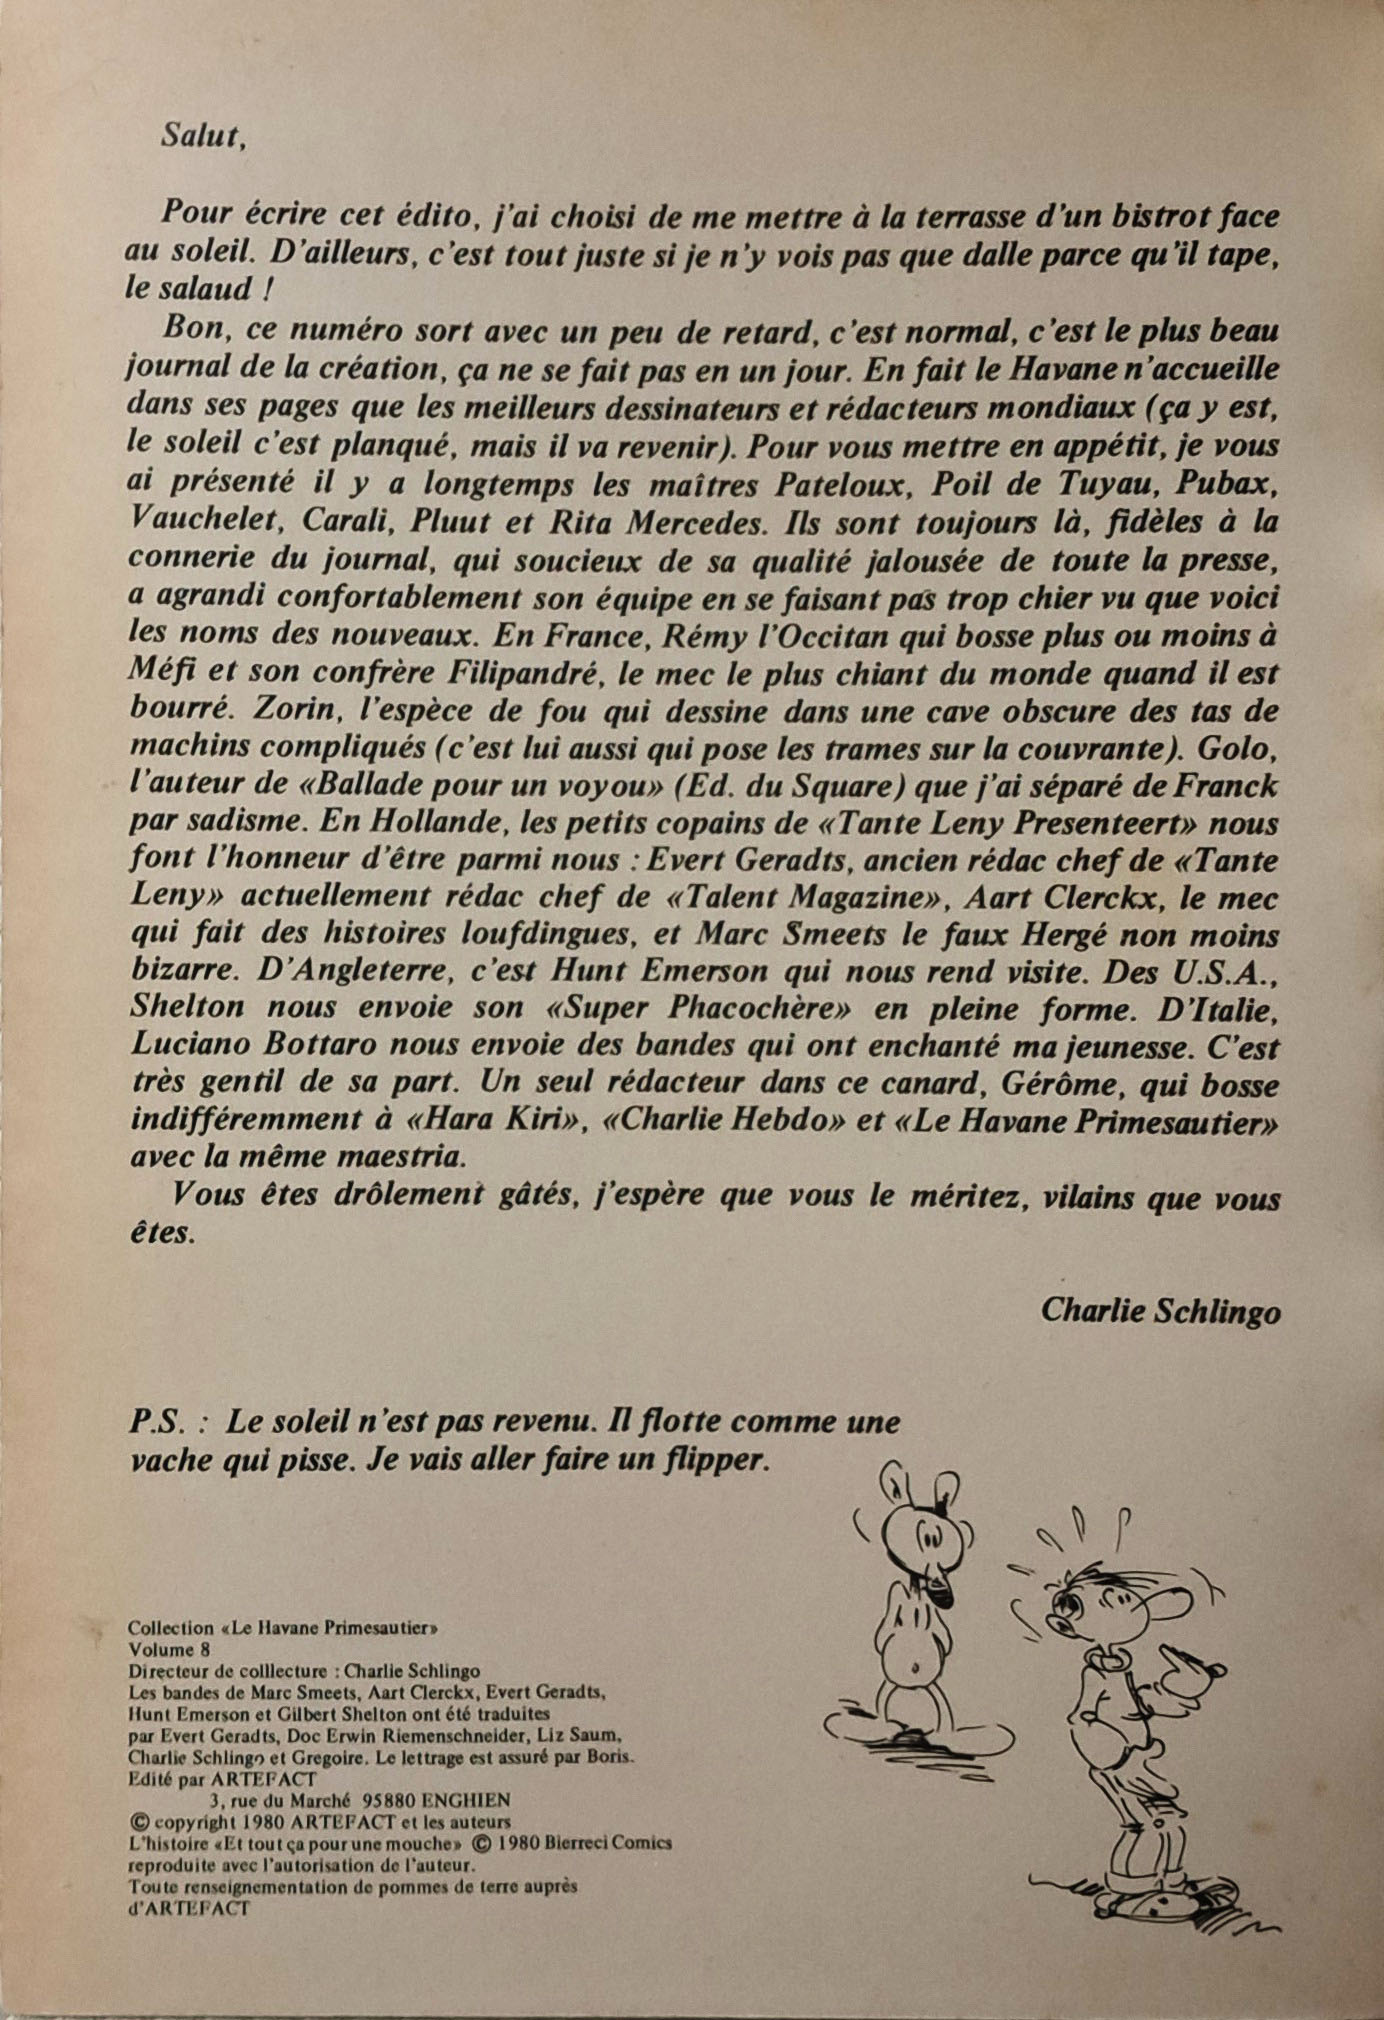 Salut,
Pour écrire cet édito, j'ai choisi de me mettre à la terrasse d'un bistrot face
au soleil. D'ailleurs, c'est tout juste si je n'y vois pas que dalle parce qu'il tape,
le salaud !
Bon, ce numéro sort avec un peu de retard, c'est normal, c'est le plus beau
journal de la création, ça ne se fait pas en un jour. En fait le Havane n'accueille
dans ses pages que les meilleurs dessinateurs et rédacteurs mondiaux (ça y est,
le soleil c'est planqué, mais il va revenir). Pour vous mettre en appétit, je vous
ai présenté il y a longtemps les maîtres Pateloux, Poil de Tuyau, Pubax,
Vauchelet, Carali, Pluut et Rita Mercedes. Ils sont toujours là, fidèles à la
connerie du journal, qui soucieux de sa qualité jalousée de toute la presse,
a agrandi confortablement son équipe en se faisant pas trop chier vu que voici
les noms des nouveaux. En France, Rémy l'Occitan qui bosse plus ou moins à
Méfi et son confrère Filipandré, le mec le plus chiant du monde quand il est
bourré. Zorin, l'espèce de fou qui dessine dans une cave obscure des tas de
machins compliqués (c'est lui aussi qui pose les trames sur la couvrante). Golo,
l'auteur de «Ballade pour un voyou» (Ed. du Square) que j'ai séparé de Franck
par sadisme. En Hollande, les petits copains de «Tante Leny Presenteert» nous
font l'honneur d'être parmi nous : Evert Geradts, ancien rédac chef de «Tante
Leny» actuellement rédac chef de «Talent Magazine», Aart Clerckx, le mec
qui fait des histoires loufdingues, et Marc Smeets le faux Hergé non moins
bizarre. D'Angleterre, c'est Hunt Emerson qui nous rend visite. Des U.S.A.,
Shelton nous envoie son «Super Phacochère» en pleine forme. D'Italie,
Luciano Bottaro nous envoie des bandes qui ont enchanté ma jeunesse. C'est
très gentil de sa part. Un seul rédacteur dans ce canard, Gérôme, qui bosse
indifféremment à «Hara Kiri», «Charlie Hebdo» et «Le Havane Primesautier»
avec la même maestria.
Vous êtes drôlement gâtés, j'espère que vous le méritez, vilains que vous
êtes.
Charlie Schlingo
P.S. : Le soleil n'est pas revenu. Il flotte comme une
vache qui pisse. Je vais aller faire un flipper.
Collection «Le Havane Primesautier»
Volume 8
Directeur de colllecture : Charlie Schlingo
Les bandes de Marc Smeets, Aart Clerckx, Evert Geradts,
Hunt Emerson et Gilbert Shelton ont été traduites
par Evert Geradts, Doc Erwin Riemenschneider, Liz Saum,
Charlie Schlingo et Gregoire. Le lettrage est assuré par Boris.
Edité par ARTEFACT
3, rue du Marché 95880 ENGHIEN
© copyright 1980 ARTEFACT et les auteurs
L'histoire «Et tout ça pour une mouche» © 1980 Bierreci Comics
reproduite avec l'autorisation de l'auteur.
Toute renseignementation de pommes de terre auprès
d'ARTEFACT